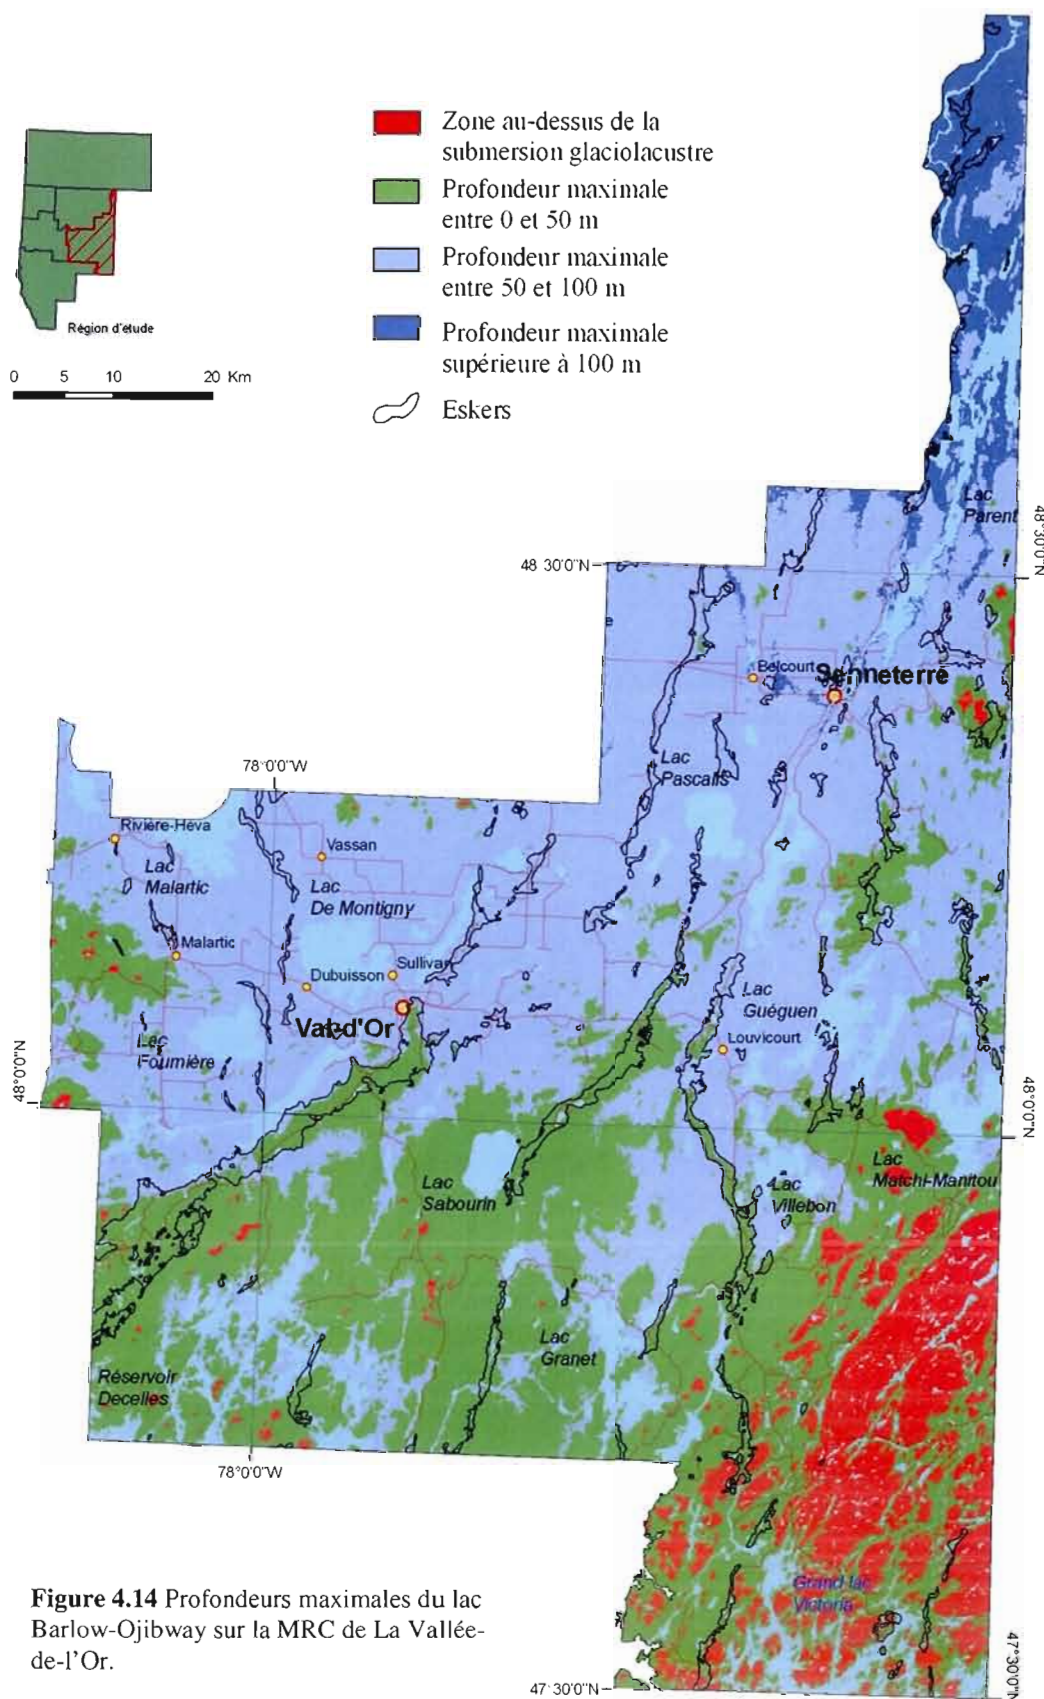 Zone au-dessus de la
submersion glaciolacustre
Profondeur maximale
entre 0 et 50 m
Profondeur maximale
entre 50 et 100 m
Profondeur maximale
supérieure à 100 m
Eskers
Région d'étude
0 5 10 20 Km
Lac
Parent
48°30'0"N
48 30'0"N
Belcourt
Senneterre
Lac
Pascalis
78°0'0"W
Rivière-Héva
Vassan
Lac
Malartic
Lac
De Montigny
Malartic
Sullivan
Dubuisson
Val-d'Or
Lac
Guéguen
Louvicourt
Lac
Fournière
48°0'0"N
48°0'0"N
Lac
Sabourin
Lac
Matchi-Manitou
Lac
Villebon
Lac
Granet
Réservoir
Decelles
78°0'0"W
Grand lac
Victoria
47°30'0"N
47 30'0"N
Figure 4.14 Profondeurs maximales du lac
Barlow-Ojibway sur la MRC de La Vallée-
de-l'Or.